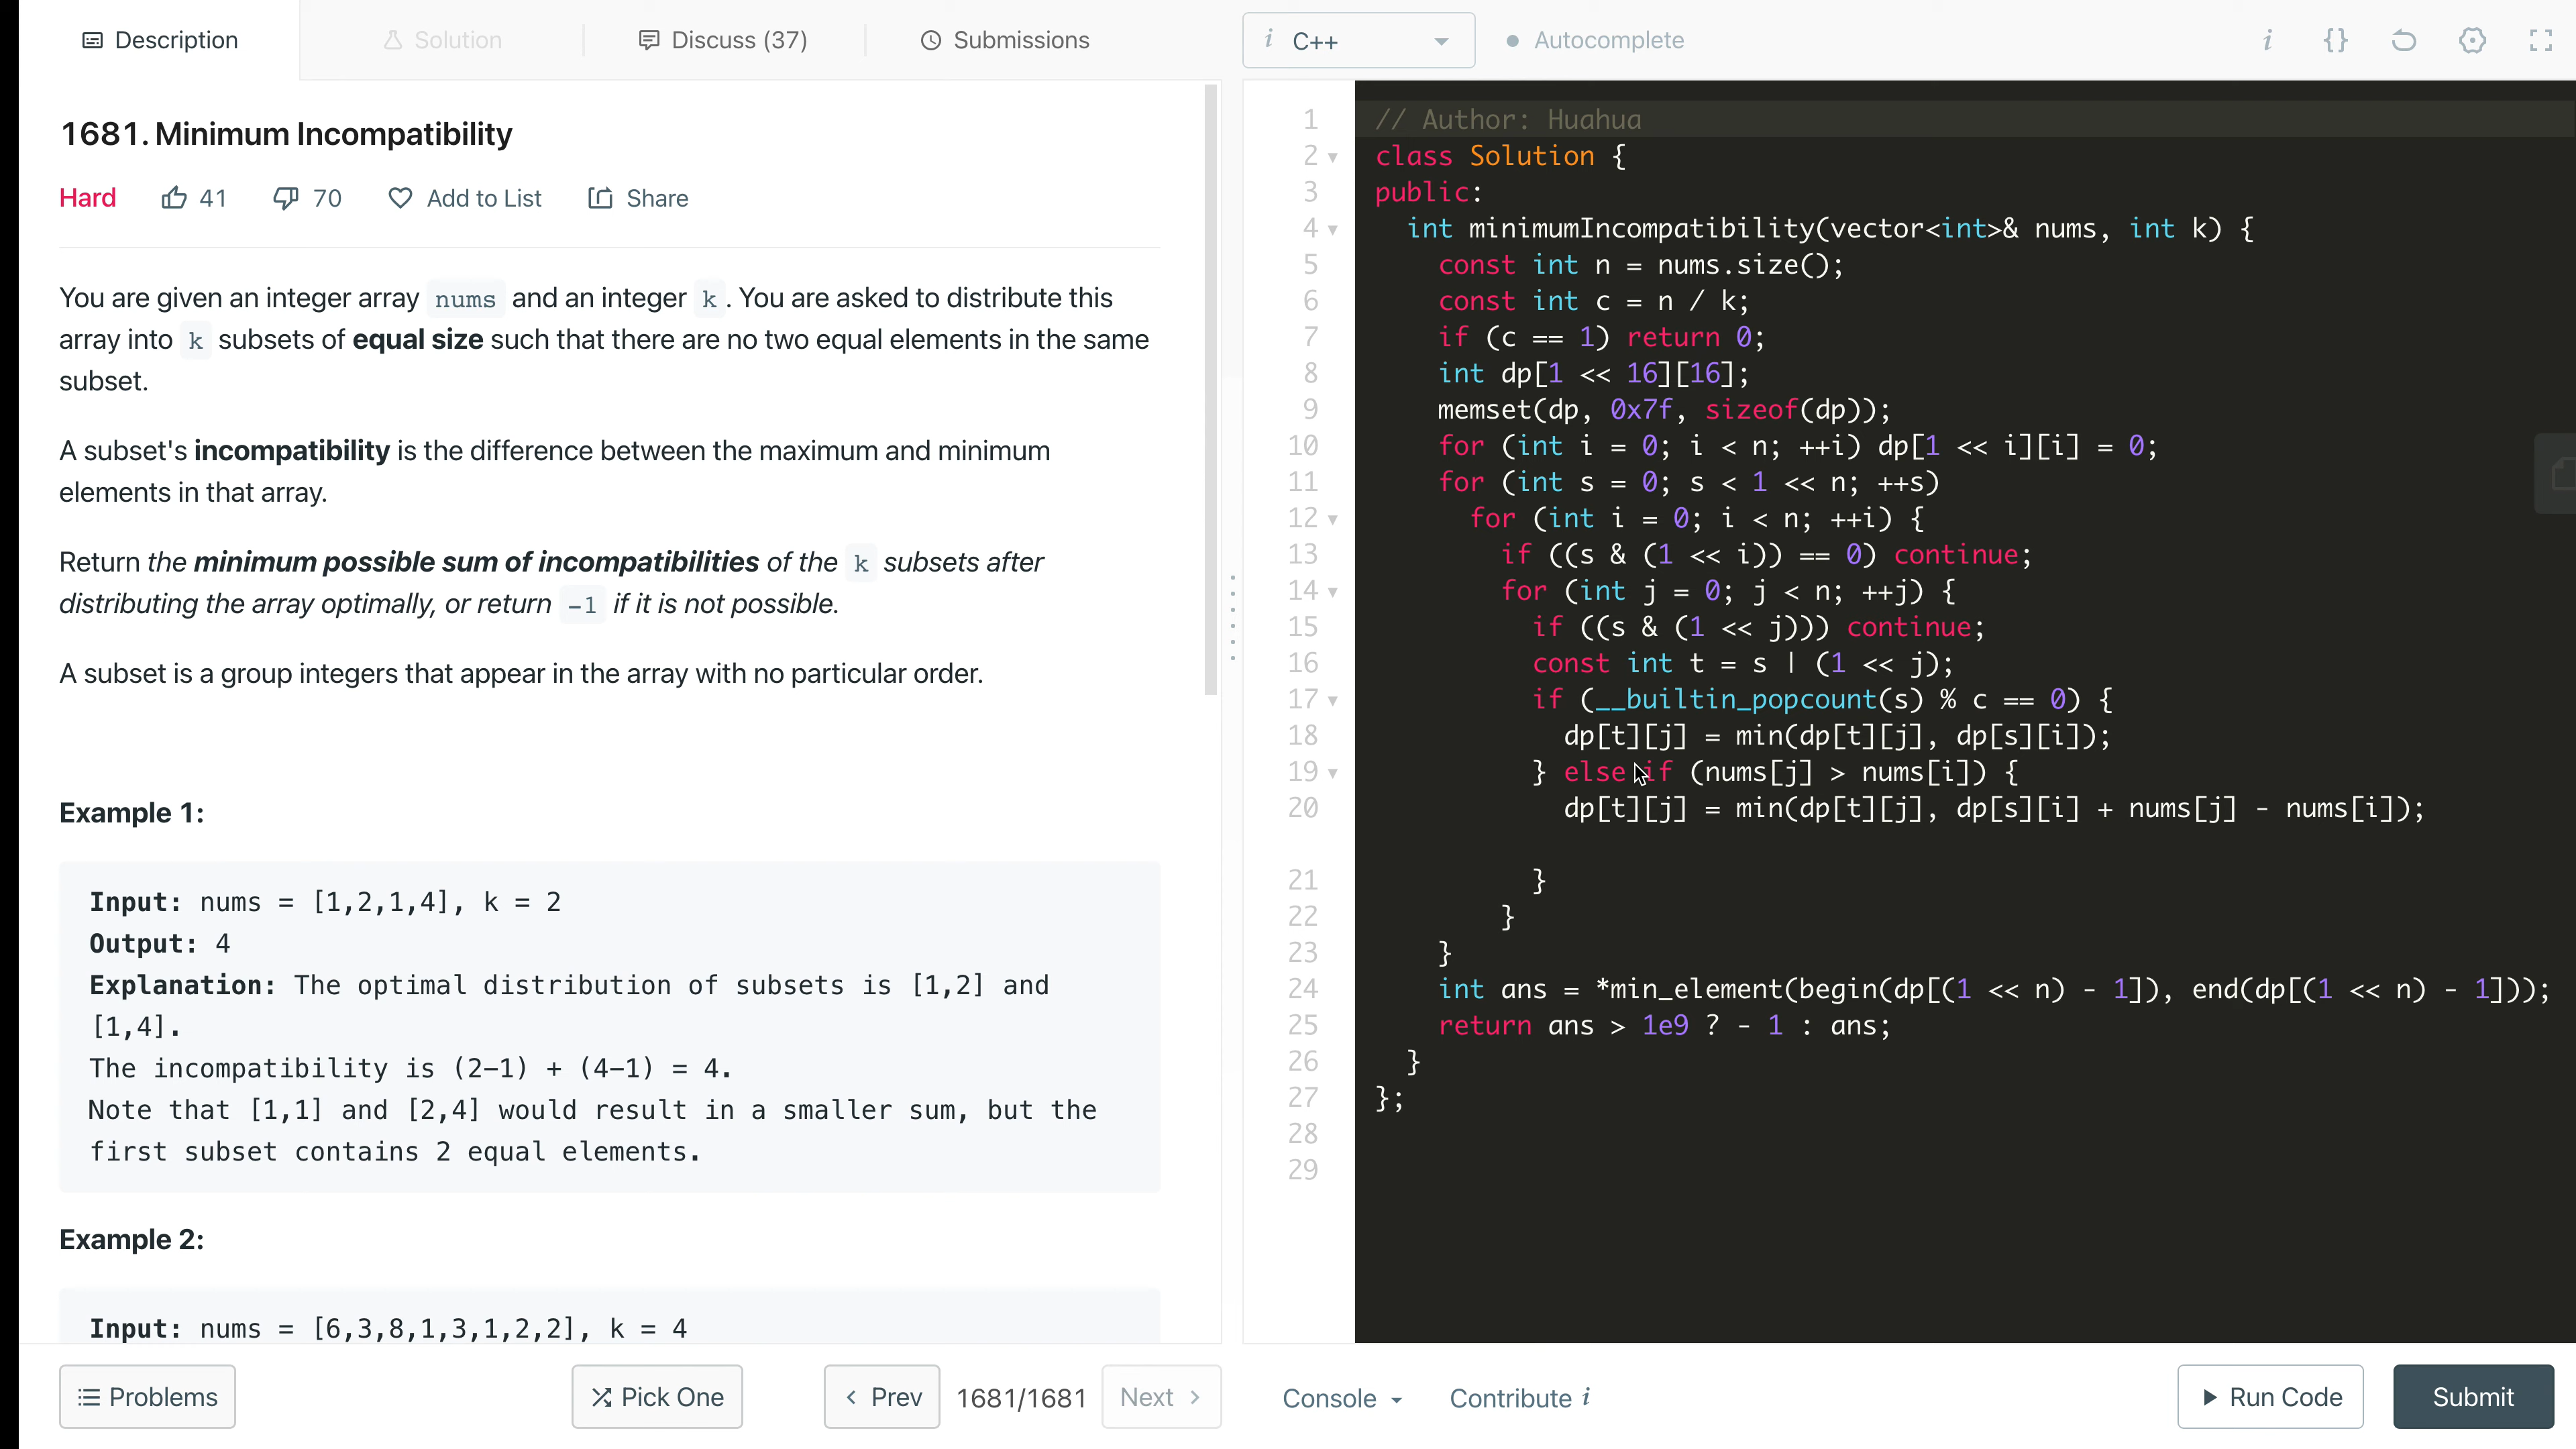 Description
Solution
Discuss (37)
Submissions
i C++
Autocomplete
i {}
1681. Minimum Incompatibility
Hard 41 70 Add to List Share
You are given an integer array nums and an integer k . You are asked to distribute this
array into k subsets of equal size such that there are no two equal elements in the same
subset.
A subset's incompatibility is the difference between the maximum and minimum
elements in that array.
Return the minimum possible sum of incompatibilities of the k subsets after
distributing the array optimally, or return -1 if it is not possible.
A subset is a group integers that appear in the array with no particular order.
Example 1:
Input: nums = [1,2,1,4], k = 2
Output: 4
Explanation: The optimal distribution of subsets is [1,2] and
[1,4].
The incompatibility is (2-1) + (4-1) = 4.
Note that [1,1] and [2,4] would result in a smaller sum, but the
first subset contains 2 equal elements.
Example 2:
Input: nums = [6,3,8,1,3,1,2,2], k = 4
1 // Author: Huahua
2 class Solution {
3 public:
4 int minimumIncompatibility(vector<int>& nums, int k) {
5 const int n = nums.size();
6 const int c = n / k;
7 if (c == 1) return 0;
8 int dp[1 << 16][16];
9 memset(dp, 0x7f, sizeof(dp));
10 for (int i = 0; i < n; ++i) dp[1 << i][i] = 0;
11 for (int s = 0; s < 1 << n; ++s)
12 for (int i = 0; i < n; ++i) {
13 if ((s & (1 << i)) == 0) continue;
14 for (int j = 0; j < n; ++j) {
15 if ((s & (1 << j))) continue;
16 const int t = s | (1 << j);
17 if (__builtin_popcount(s) % c == 0) {
18 dp[t][j] = min(dp[t][j], dp[s][i]);
19 } else if (nums[j] > nums[i]) {
20 dp[t][j] = min(dp[t][j], dp[s][i] + nums[j] - nums[i]);
21 }
22 }
23 }
24 int ans = *min_element(begin(dp[(1 << n) - 1]), end(dp[(1 << n) - 1]));
25 return ans > 1e9 ? - 1 : ans;
26 }
27 };
28
29
Problems
Pick One
Prev
1681/1681
Next
Console
Contribute i
Run Code
Submit